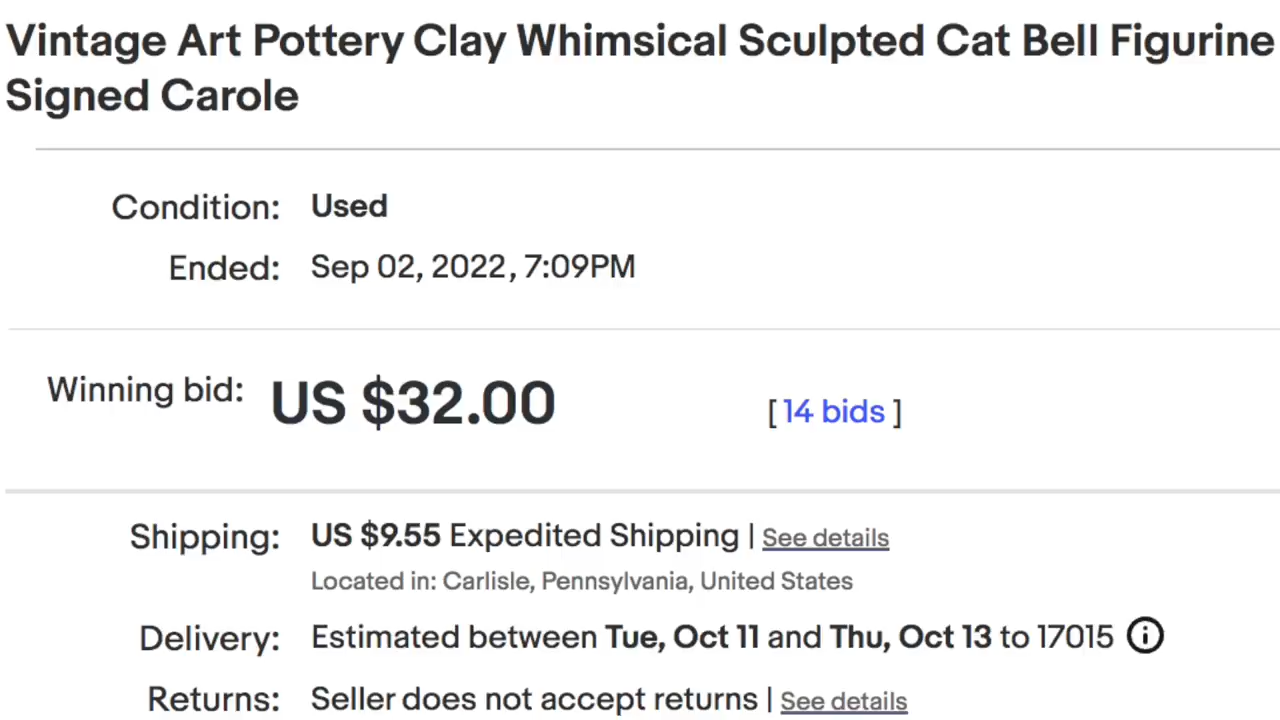 Vintage Art Pottery Clay Whimsical Sculpted Cat Bell Figurine
Signed Carole
Condition: Used
Ended: Sep 02, 2022, 7:09PM
Winning bid: US $32.00 [ 14 bids ]
Shipping: US $9.55 Expedited Shipping | See details
Located in: Carlisle, Pennsylvania, United States
Delivery: Estimated between Tue, Oct 11 and Thu, Oct 13 to 17015
Returns: Seller does not accept returns | See details